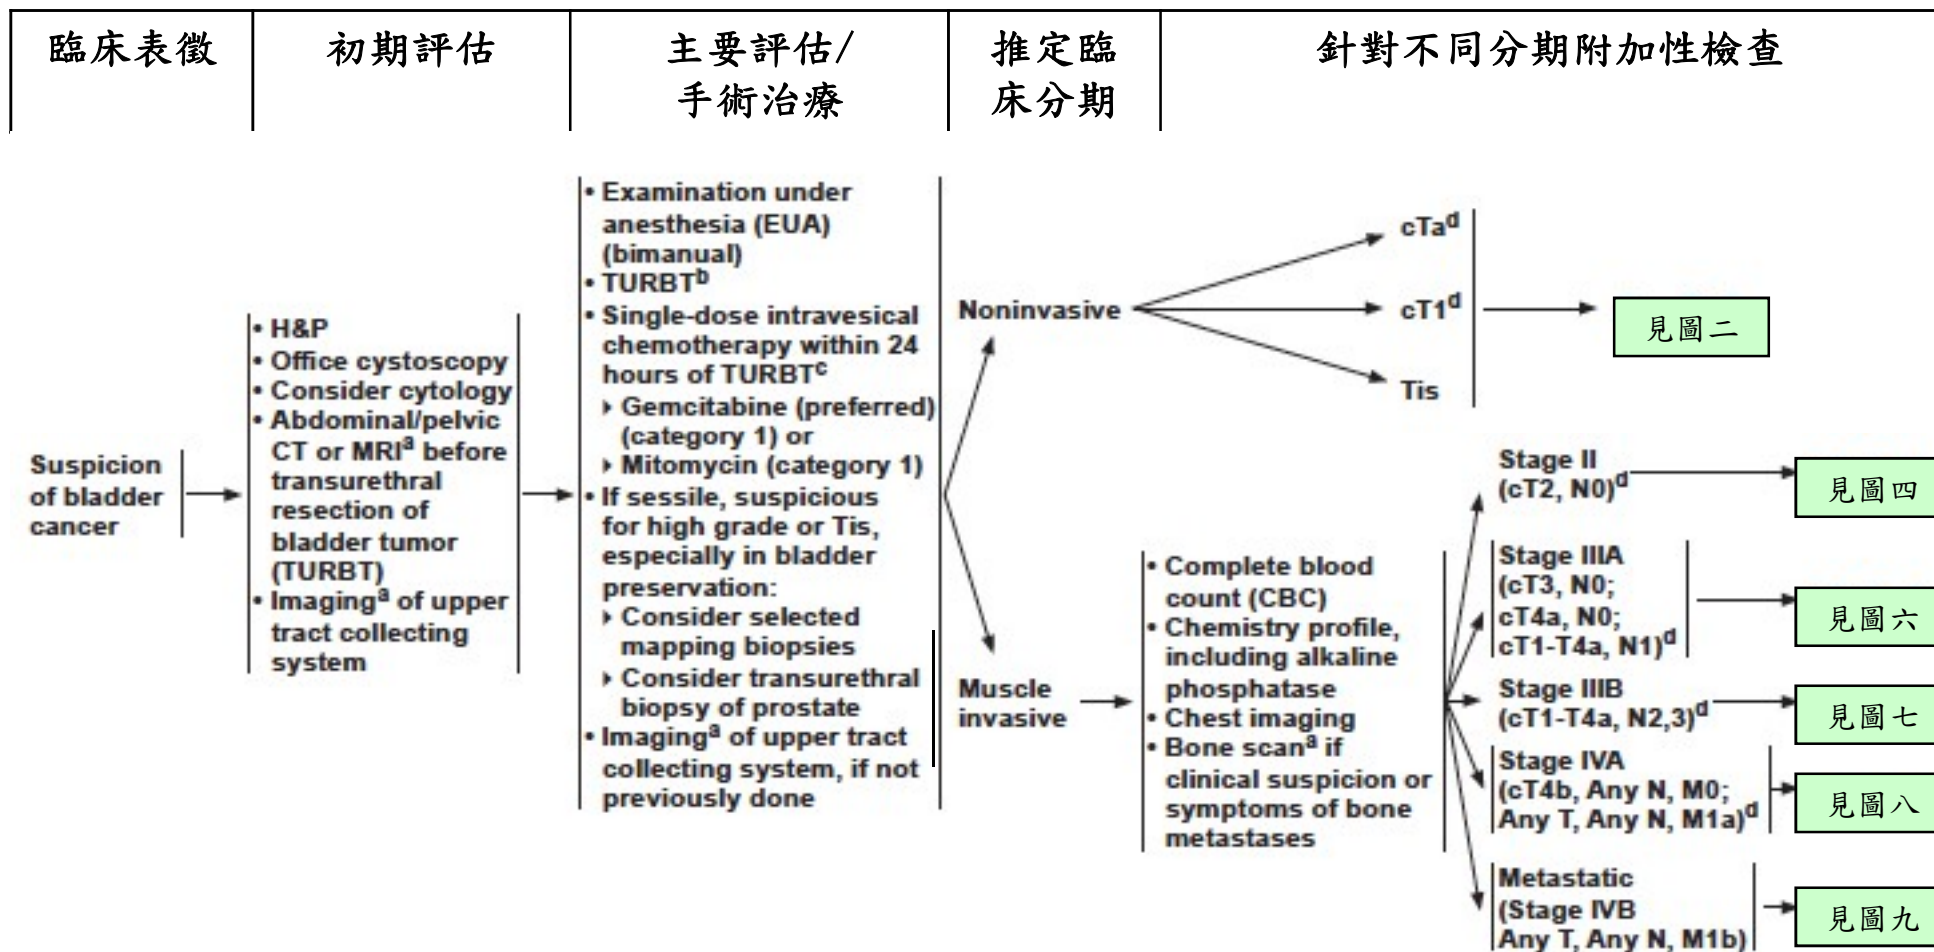 臨床表徵
初期評估
主要評估/
手術治療
推定臨
床分期
針對不同分期附加性檢查
Suspicion
of bladder
cancer
• H&P
• Office cystoscopy
• Consider cytology
• Abdominal/pelvic
CT or MRIa before
transurethral
resection of
bladder tumor
(TURBT)
• Imaginga of upper
tract collecting
system
• Examination under
anesthesia (EUA)
(bimanual)
• TURBTb
• Single-dose intravesical
chemotherapy within 24
hours of TURBTc
▸ Gemcitabine (preferred)
(category 1) or
▸ Mitomycin (category 1)
• If sessile, suspicious
for high grade or Tis,
especially in bladder
preservation:
▸ Consider selected
mapping biopsies
▸ Consider transurethral
biopsy of prostate
• Imaginga of upper tract
collecting system, if not
previously done
Noninvasive
cTad
cT1d
Tis
見圖二
Muscle
invasive
• Complete blood
count (CBC)
• Chemistry profile,
including alkaline
phosphatase
• Chest imaging
• Bone scana if
clinical suspicion or
symptoms of bone
metastases
Stage II
(cT2, N0)d
見圖四
Stage IIIA
(cT3, N0;
cT4a, N0;
cT1-T4a, N1)d
見圖六
Stage IIIB
(cT1-T4a, N2,3)d
見圖七
Stage IVA
(cT4b, Any N, M0;
Any T, Any N, M1a)d
見圖八
Metastatic
(Stage IVB
Any T, Any N, M1b)
見圖九